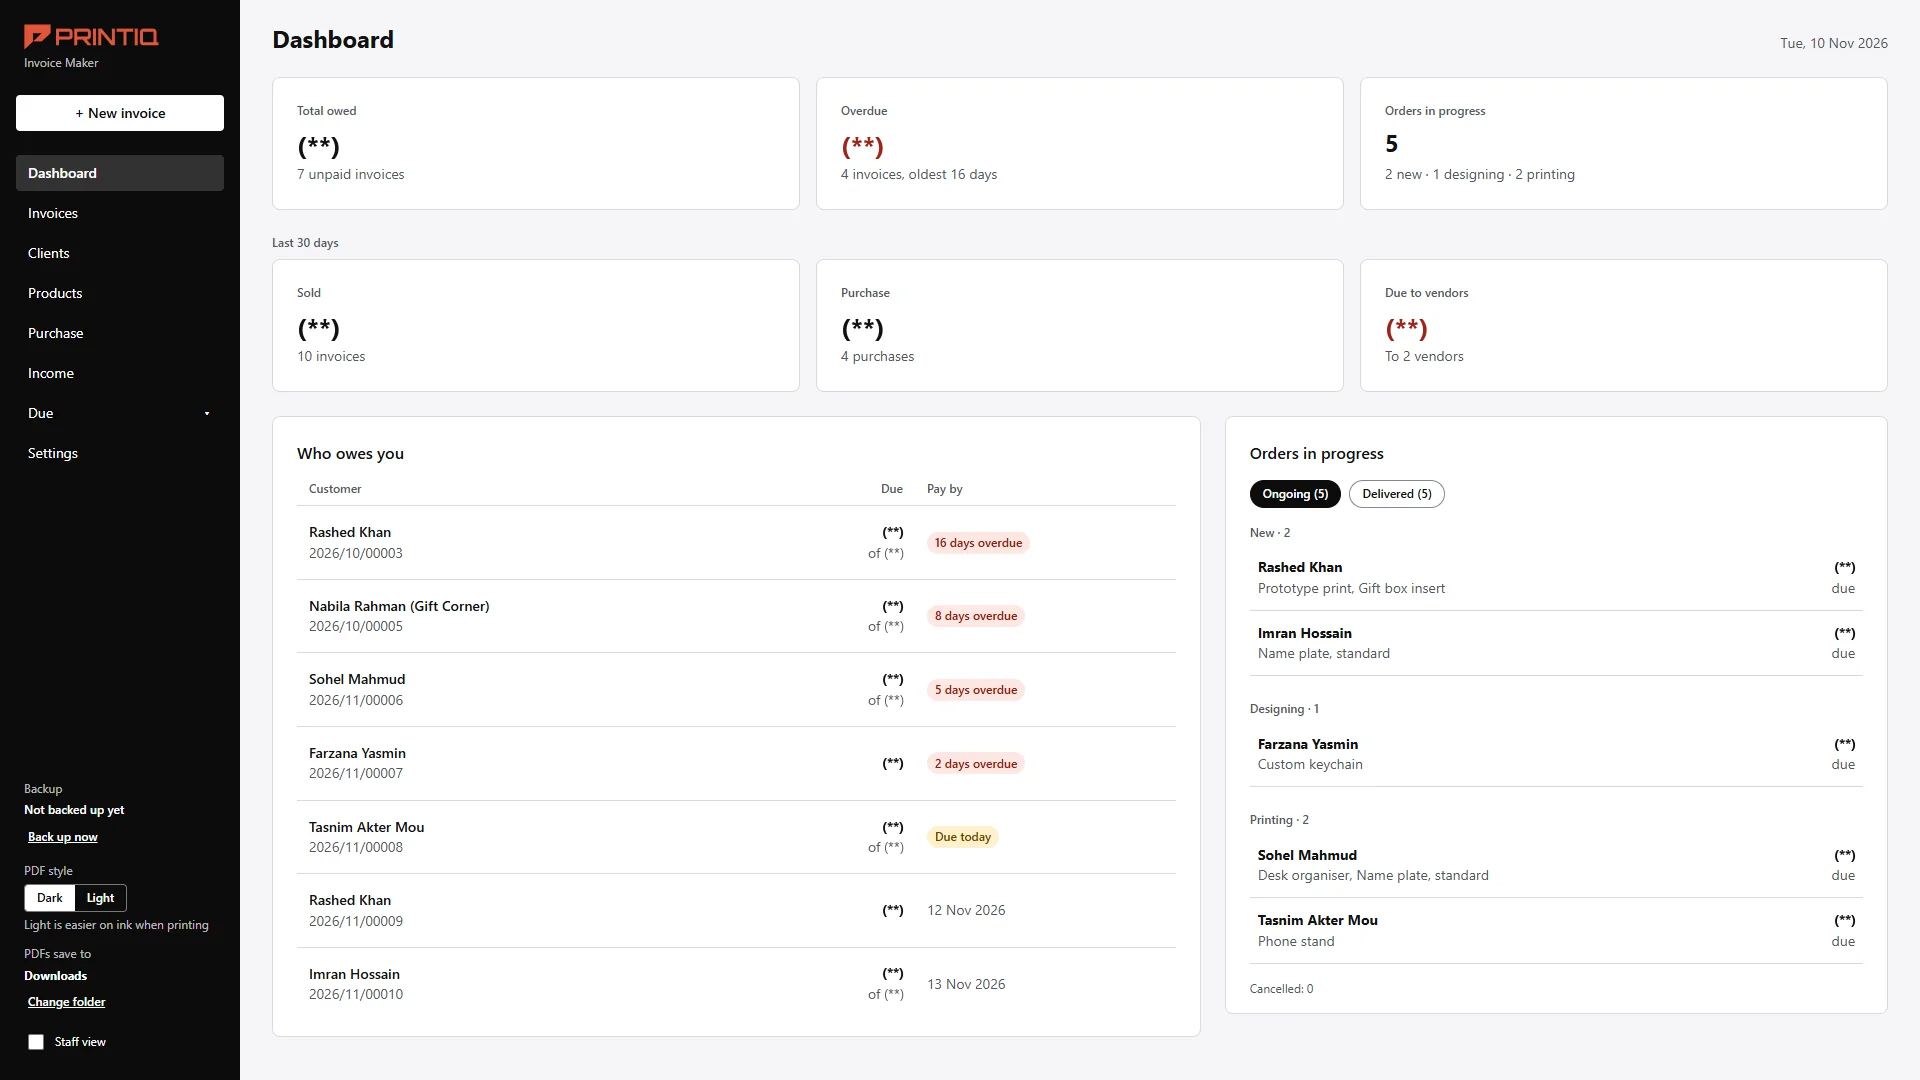 PRINTIQ
Invoice Maker
+ New invoice
Dashboard
Invoices
Clients
Products
Purchase
Income
Due
Settings
Backup
Not backed up yet
Back up now
PDF style
Dark Light
Light is easier on ink when printing
PDFs save to
Downloads
Change folder
Staff view
Dashboard
Tue, 10 Nov 2026
Total owed
(**)
7 unpaid invoices
Overdue
(**)
4 invoices, oldest 16 days
Orders in progress
5
2 new · 1 designing · 2 printing
Last 30 days
Sold
(**)
10 invoices
Purchase
(**)
4 purchases
Due to vendors
(**)
To 2 vendors
Who owes you
Customer Due Pay by
Rashed Khan (**)
2026/10/00003 of (**)
16 days overdue
Nabila Rahman (Gift Corner) (**)
2026/10/00005 of (**)
8 days overdue
Sohel Mahmud (**)
2026/11/00006 of (**)
5 days overdue
Farzana Yasmin
2026/11/00007
(**) 2 days overdue
Tasnim Akter Mou (**)
2026/11/00008 of (**)
Due today
Rashed Khan
2026/11/00009
(**) 12 Nov 2026
Imran Hossain (**)
2026/11/00010 of (**)
13 Nov 2026
Orders in progress
Ongoing (5) Delivered (5)
New · 2
Rashed Khan (**)
Prototype print, Gift box insert due
Imran Hossain (**)
Name plate, standard due
Designing · 1
Farzana Yasmin (**)
Custom keychain due
Printing · 2
Sohel Mahmud (**)
Desk organiser, Name plate, standard due
Tasnim Akter Mou (**)
Phone stand due
Cancelled: 0